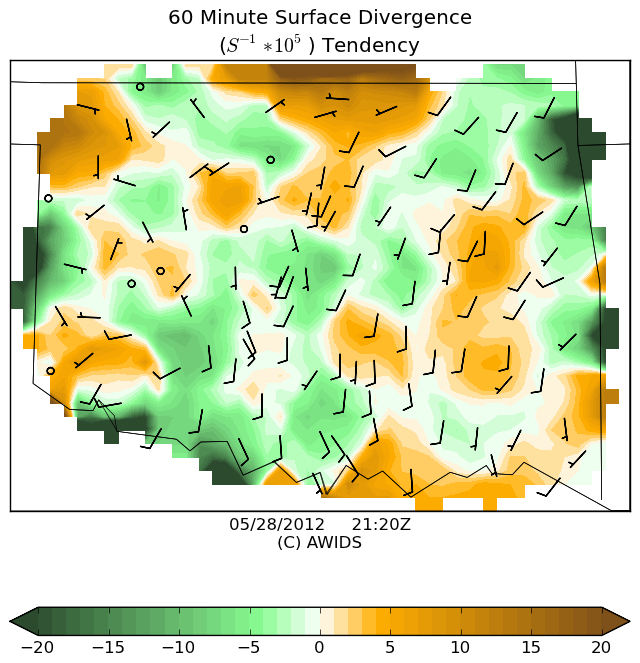 60 Minute Surface Divergence
(S⁻¹ * 10⁵ ) Tendency
05/28/2012 21:20Z
(C) AWIDS
−20 −15 −10 −5 0 5 10 15 20